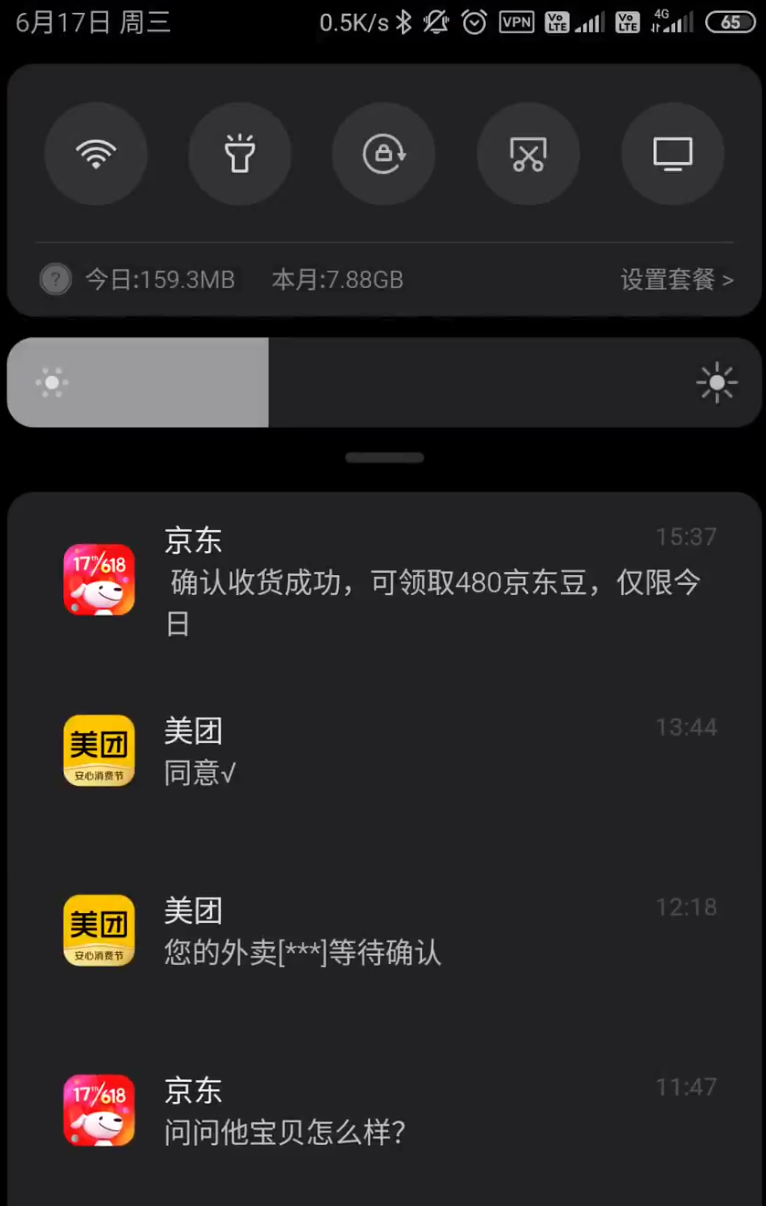 6月17日 周三 0.5K/s VPN Vo LTE Vo LTE 4G 65
? 今日:159.3MB 本月:7.88GB 设置套餐 >
17th/618
京东 15:37
确认收货成功，可领取480京东豆，仅限今
日
美团 13:44
美团
安心消费节
同意√
美团 12:18
美团
安心消费节
您的外卖[***]等待确认
17th/618
京东 11:47
问问他宝贝怎么样?